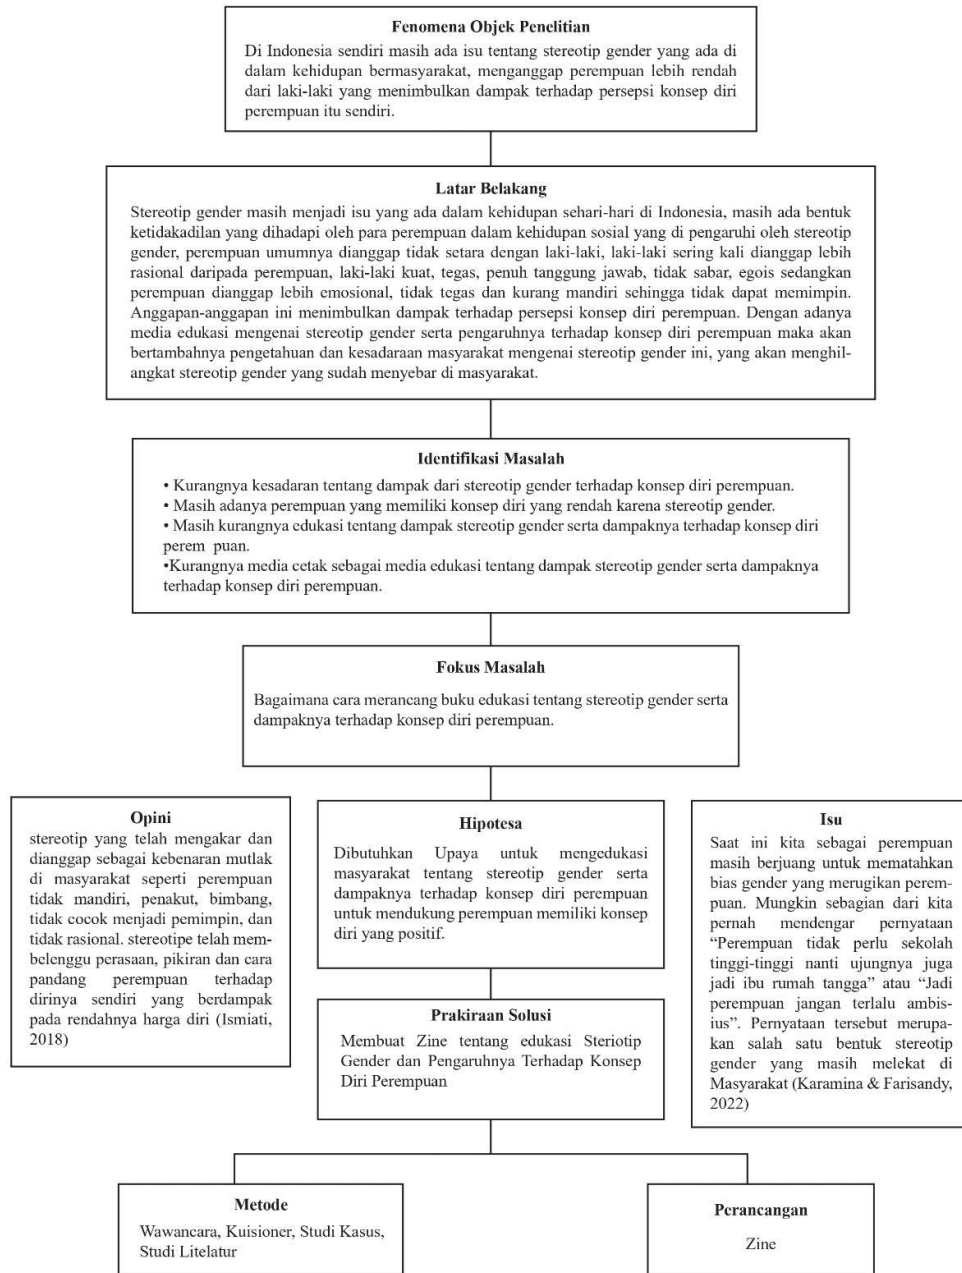 Fenomena Objek Penelitian
Di Indonesia sendiri masih ada isu tentang stereotip gender yang ada di
dalam kehidupan bermasyarakat, menganggap perempuan lebih rendah
dari laki-laki yang menimbulkan dampak terhadap persepsi konsep diri
perempuan itu sendiri.
Latar Belakang
Stereotip gender masih menjadi isu yang ada dalam kehidupan sehari-hari di Indonesia, masih ada bentuk
ketidakadilan yang dihadapi oleh para perempuan dalam kehidupan sosial yang di pengaruhi oleh stereotip
gender, perempuan umumnya dianggap tidak setara dengan laki-laki, laki-laki sering kali dianggap lebih
rasional daripada perempuan, laki-laki kuat, tegas, penuh tanggung jawab, tidak sabar, egois sedangkan
perempuan dianggap lebih emosional, tidak tegas dan kurang mandiri sehingga tidak dapat memimpin.
Anggapan-anggapan ini menimbulkan dampak terhadap persepsi konsep diri perempuan. Dengan adanya
media edukasi mengenai stereotip gender serta pengaruhnya terhadap konsep diri perempuan maka akan
bertambahnya pengetahuan dan kesadaraan masyarakat mengenai stereotip gender ini, yang akan menghil-
angkat stereotip gender yang sudah menyebar di masyarakat.
Identifikasi Masalah
• Kurangnya kesadaran tentang dampak dari stereotip gender terhadap konsep diri perempuan.
• Masih adanya perempuan yang memiliki konsep diri yang rendah karena stereotip gender.
• Masih kurangnya edukasi tentang dampak stereotip gender serta dampaknya terhadap konsep diri
perem puan.
•Kurangnya media cetak sebagai media edukasi tentang dampak stereotip gender serta dampaknya
terhadap konsep diri perempuan.
Fokus Masalah
Bagaimana cara merancang buku edukasi tentang stereotip gender serta
dampaknya terhadap konsep diri perempuan.
Opini
stereotip yang telah mengakar dan
dianggap sebagai kebenaran mutlak
di masyarakat seperti perempuan
tidak mandiri, penakut, bimbang,
tidak cocok menjadi pemimpin, dan
tidak rasional. stereotipe telah mem-
belenggu perasaan, pikiran dan cara
pandang perempuan terhadap
dirinya sendiri yang berdampak
pada rendahnya harga diri (Ismiati,
2018)
Hipotesa
Dibutuhkan Upaya untuk mengedukasi
masyarakat tentang stereotip gender serta
dampaknya terhadap konsep diri perempuan
untuk mendukung perempuan memiliki konsep
diri yang positif.
Isu
Saat ini kita sebagai perempuan
masih berjuang untuk mematahkan
bias gender yang merugikan perem-
puan. Mungkin sebagian dari kita
pernah mendengar pernyataan
“Perempuan tidak perlu sekolah
tinggi-tinggi nanti ujungnya juga
jadi ibu rumah tangga” atau “Jadi
perempuan jangan terlalu ambis-
ius”. Pernyataan tersebut merupa-
kan salah satu bentuk stereotip
gender yang masih melekat di
Masyarakat (Karamina & Farisandy,
2022)
Prakiraan Solusi
Membuat Zine tentang edukasi Steriotip
Gender dan Pengaruhnya Terhadap Konsep
Diri Perempuan
Metode
Wawancara, Kuisioner, Studi Kasus,
Studi Litelatur
Perancangan
Zine